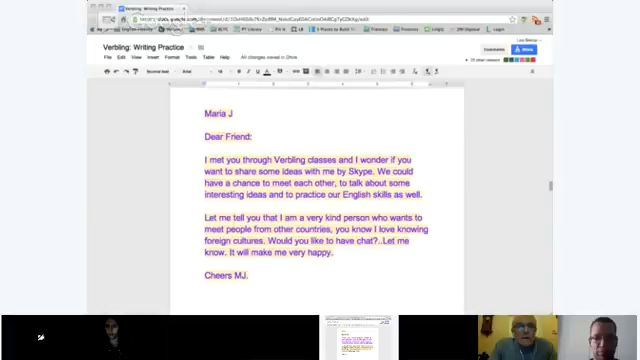 Verbling: Writing Practice
File Edit View Insert Format Tools Table Help All changes saved in Drive
Comments Share
Normal text Arial
Maria J
Dear Friend:
I met you through Verbling classes and I wonder if you
want to share some ideas with me by Skype. We could
have a chance to meet each other, to talk about some
interesting ideas and to practice our English skills as well.
Let me tell you that I am a very kind person who wants to
meet people from other countries, you know I love knowing
foreign cultures. Would you like to have chat?..Let me
know. It will make me very happy.
Cheers MJ.